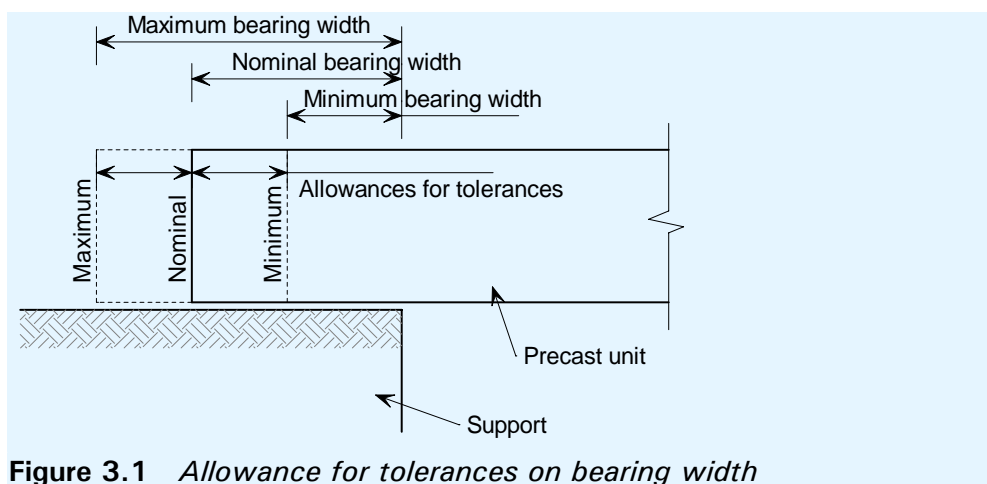 Maximum bearing width
Nominal bearing width
Minimum bearing width
Allowances for tolerances
Maximum
Nominal
Minimum
Precast unit
Support
Figure 3.1 Allowance for tolerances on bearing width